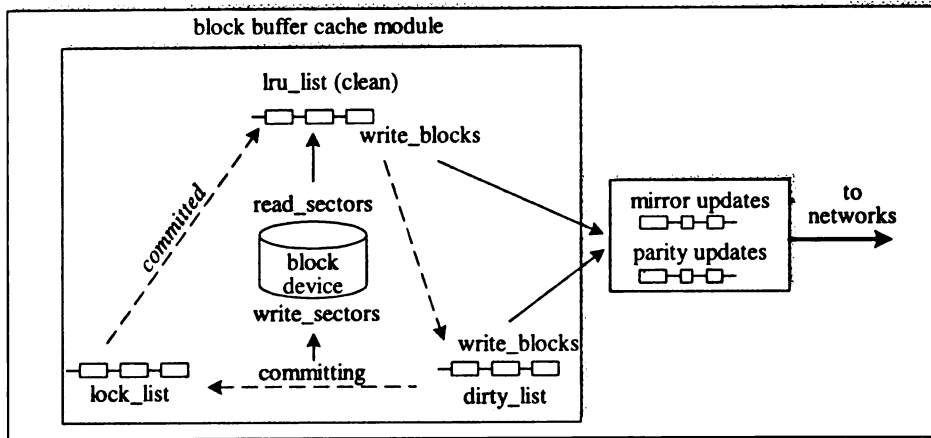 block buffer cache module
lru_list (clean)
write_blocks
committed
read_sectors
block
device
write_sectors
committing
lock_list
write_blocks
dirty_list
mirror updates
parity updates
to
networks